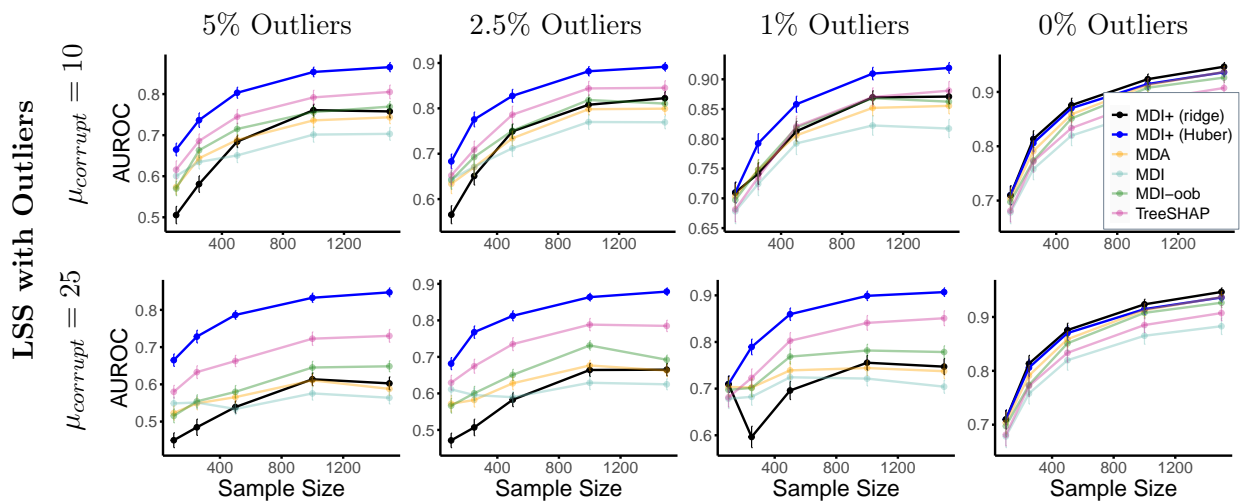 5% Outliers 2.5% Outliers 1% Outliers 0% Outliers
LSS with Outliers
μcorrupt = 10
AUROC
0.8
0.7
0.6
0.5
400 800 1200
0.9
0.8
0.7
0.6
400 800 1200
0.90
0.85
0.80
0.75
0.70
0.65
400 800 1200
0.9
0.8
0.7
400 800 1200
MDI+ (ridge)
MDI+ (Huber)
MDA
MDI
MDI−oob
TreeSHAP
μcorrupt = 25
AUROC
0.8
0.7
0.6
0.5
400 800 1200
Sample Size
0.9
0.8
0.7
0.6
0.5
400 800 1200
Sample Size
0.9
0.8
0.7
0.6
400 800 1200
Sample Size
0.9
0.8
0.7
400 800 1200
Sample Size